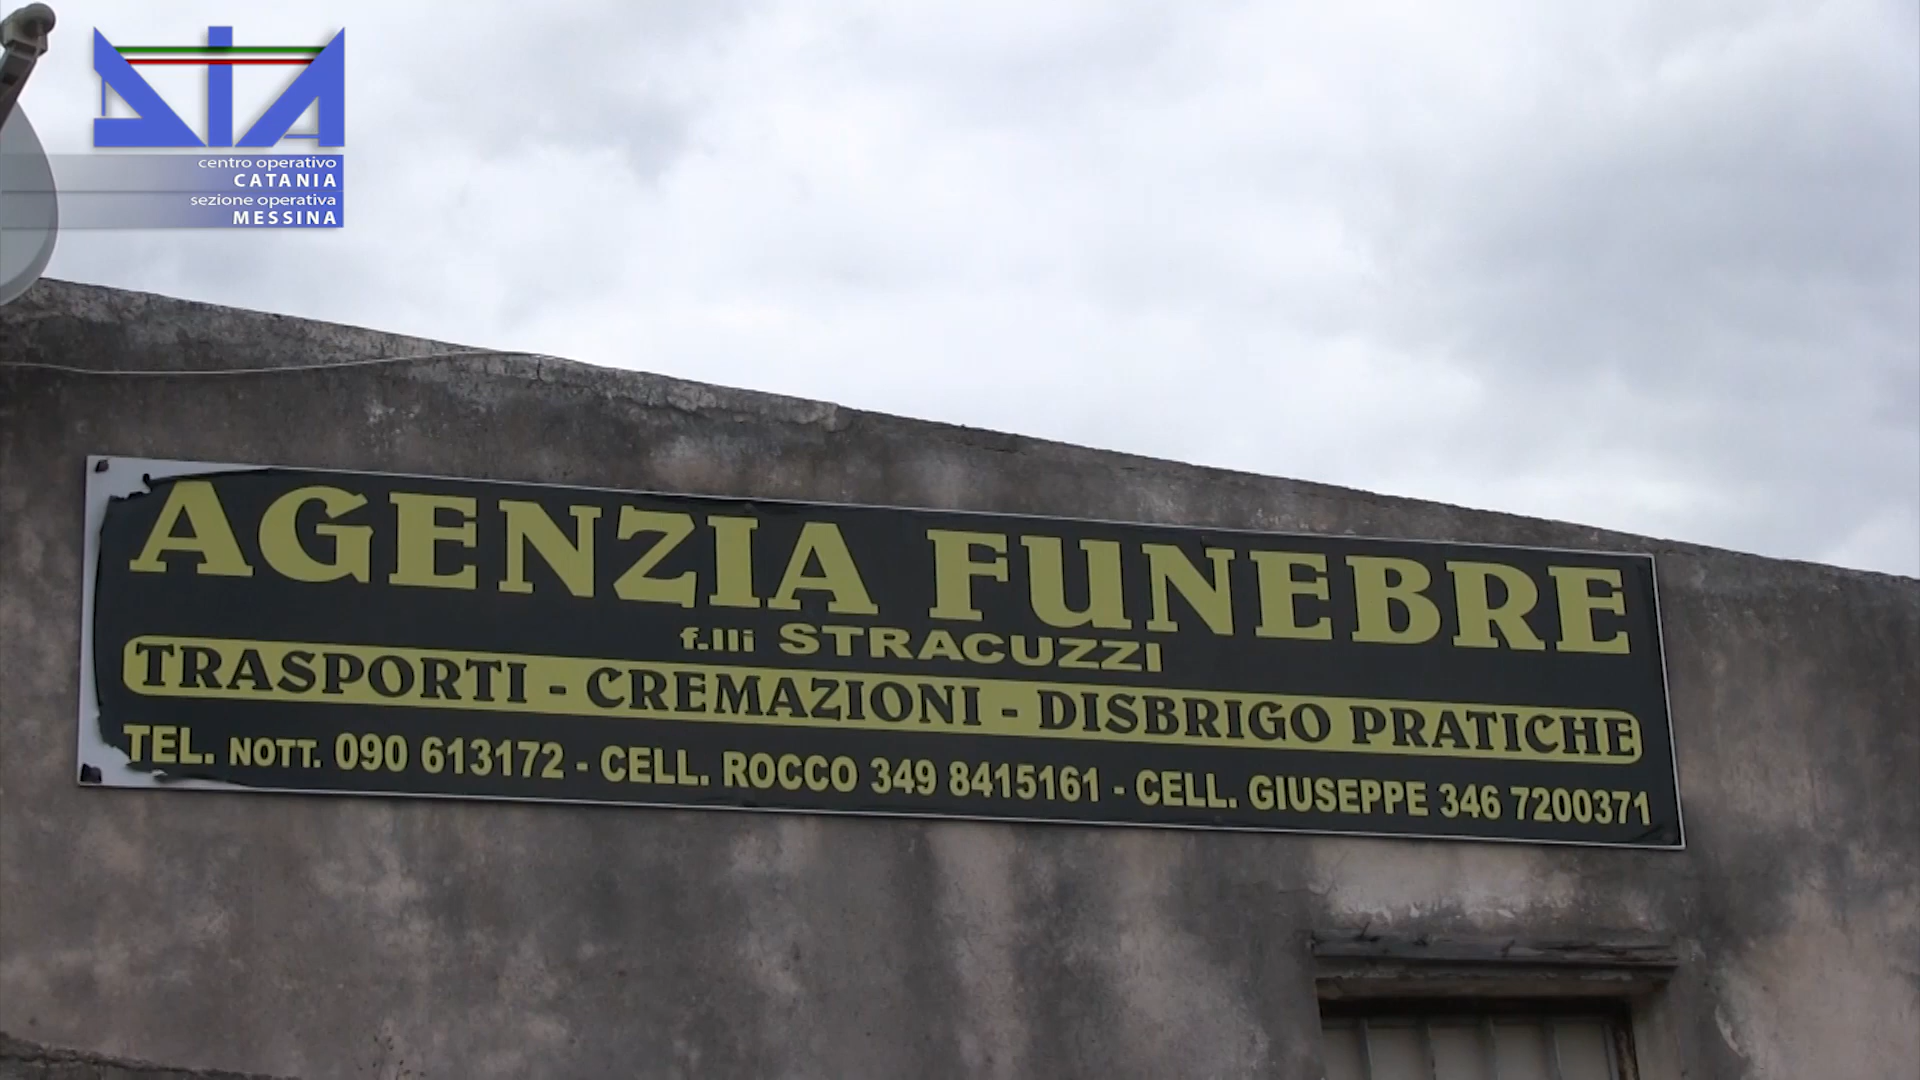 DIA
centro operativo
CATANIA
sezione operativa
MESSINA
AGENZIA FUNEBRE
f.lli STRACUZZI
TRASPORTI - CREMAZIONI - DISBRIGO PRATICHE
TEL. NOTT. 090 613172 - CELL. ROCCO 349 8415161 - CELL. GIUSEPPE 346 7200371